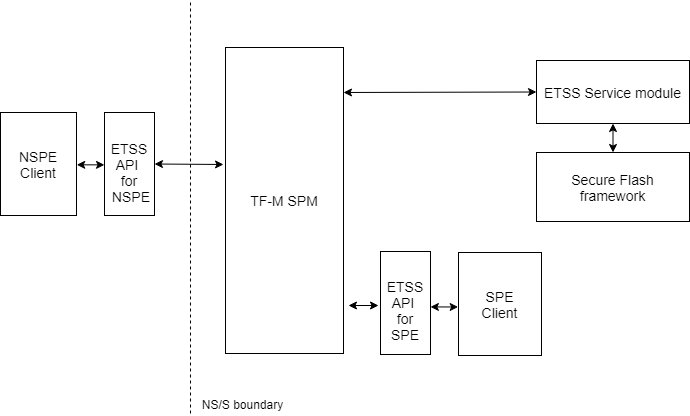 NSPE
Client
ETSS
API
for
NSPE
TF-M SPM
ETSS Service module
Secure Flash
framework
ETSS
API
for
SPE
SPE
Client
NS/S boundary